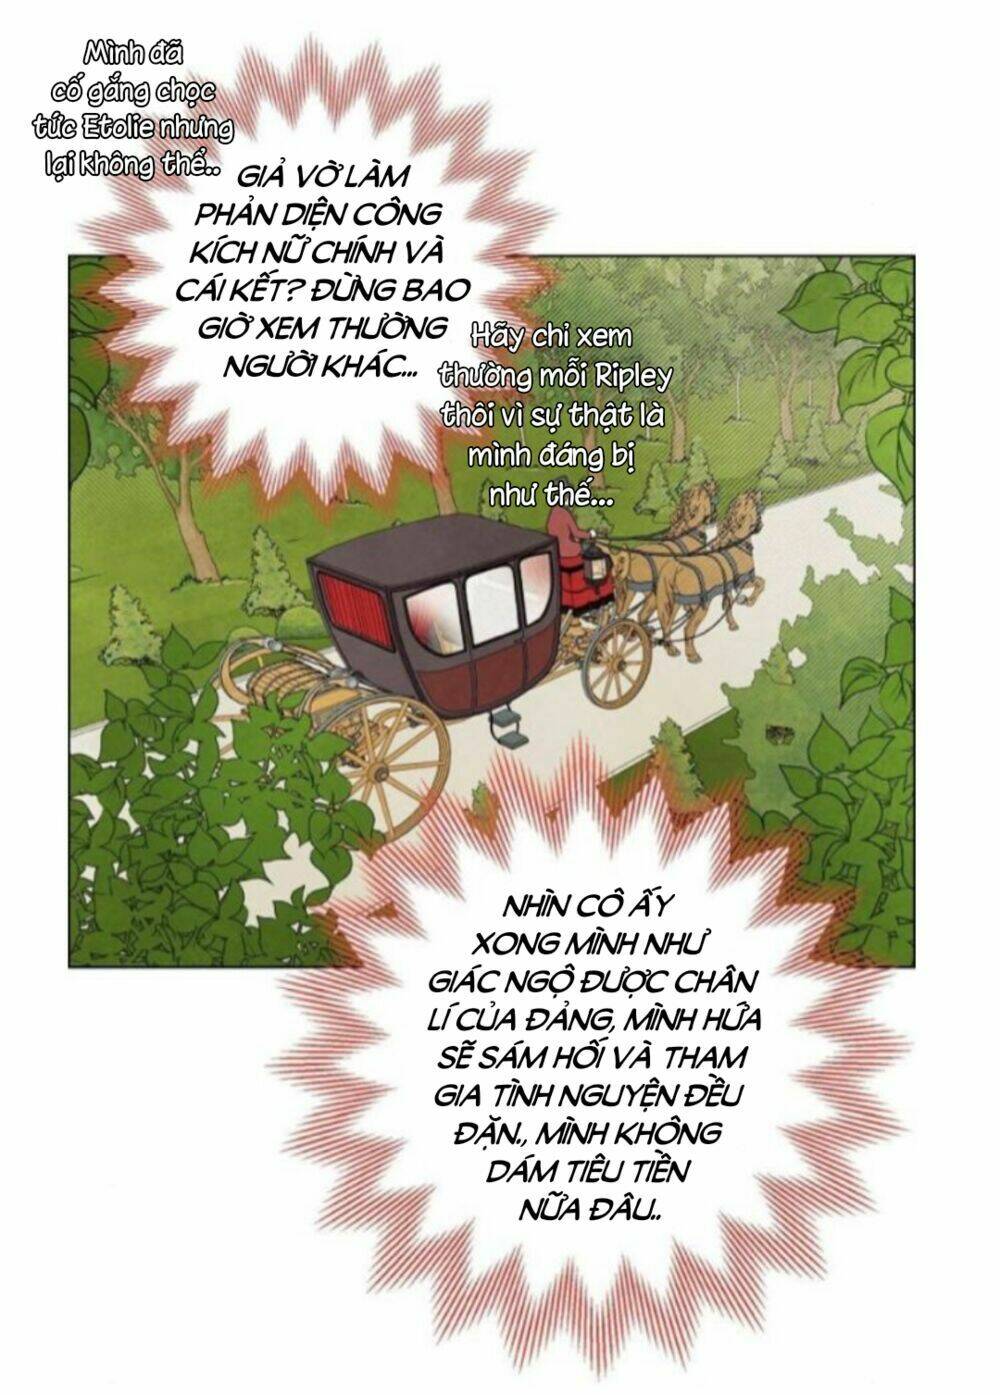 Mình đã
cố gắng chọc
tức Etolie nhưng
lại không thể..
GIẢ VỜ LÀM
PHẢN DIỆN CÔNG
KÍCH NỮ CHÍNH VÀ
CÁI KẾT? ĐỪNG BAO
GIỜ XEM THƯỜNG
NGƯỜI KHÁC...
Hãy chỉ xem
thường mỗi Ripley
thôi vì sự thật là
mình đáng bị
như thế...
NHÌN CÔ ẤY
XONG MÌNH NHƯ
GIÁC NGỘ ĐƯỢC CHÂN
LÍ CỦA ĐẢNG, MÌNH HỨA
SẼ SÁM HỐI VÀ THAM
GIA TÌNH NGUYỆN ĐỀU
ĐẶN., MÌNH KHÔNG
DÁM TIÊU TIỀN
NỮA ĐÂU..